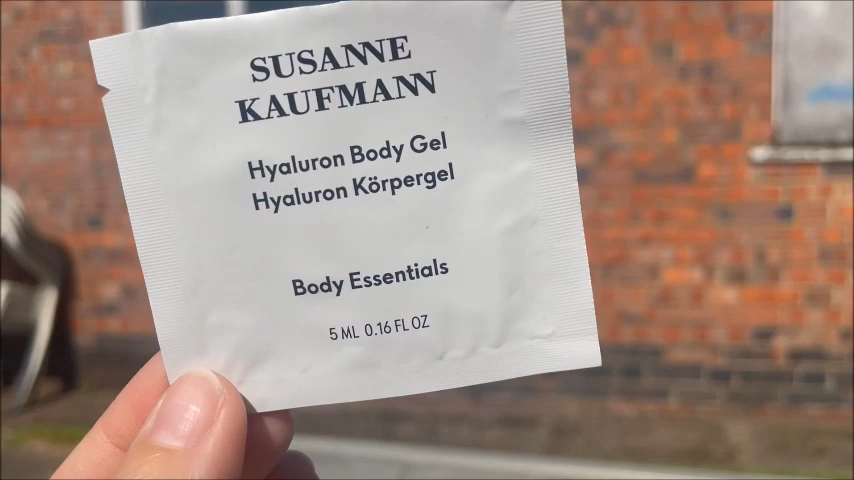 SUSANNE
KAUFMANN
Hyaluron Body Gel
Hyaluron Körpergel
Body Essentials
5 ML 0.16 FL OZ